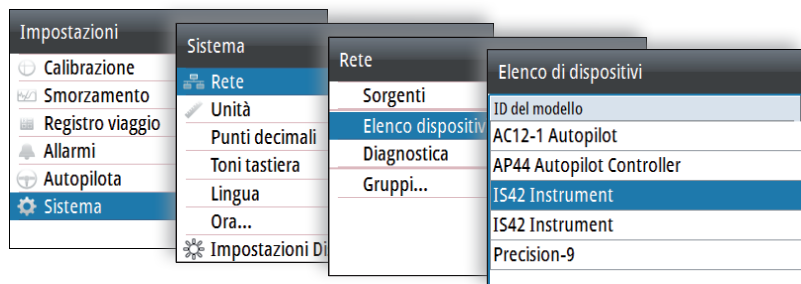 Impostazioni
Calibrazione
Smorzamento
Registro viaggio
Allarmi
Autopilota
Sistema
Sistema
Rete
Unità
Punti decimali
Toni tastiera
Lingua
Ora...
Impostazioni Di
Rete
Sorgenti
Elenco dispositiv
Diagnostica
Gruppi...
Elenco di dispositivi
ID del modello
AC12-1 Autopilot
AP44 Autopilot Controller
IS42 Instrument
IS42 Instrument
Precision-9